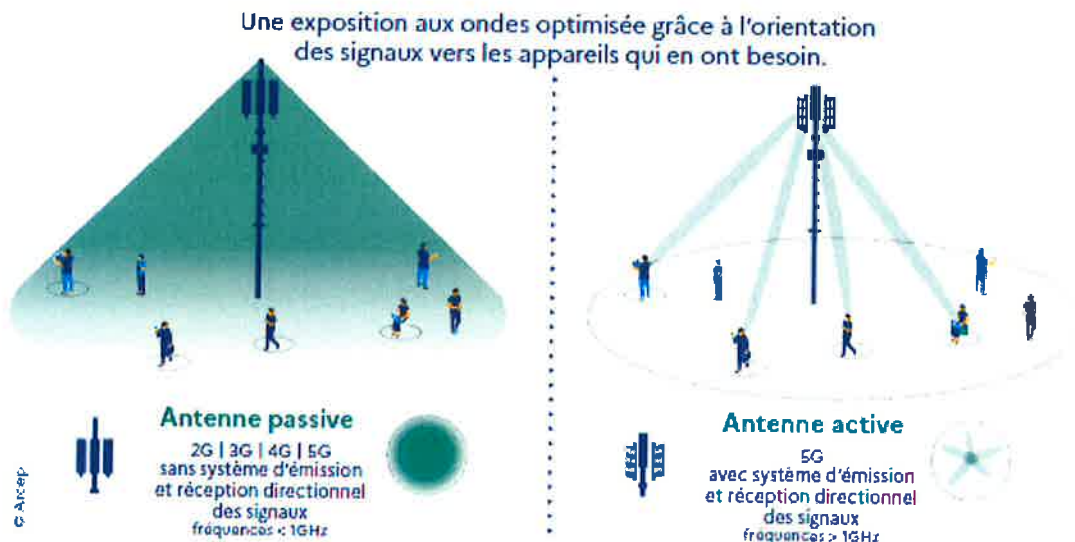 Une exposition aux ondes optimisée grâce à l'orientation
des signaux vers les appareils qui en ont besoin.
Antenne passive
2G | 3G | 4G | 5G
sans système d'émission
et réception directionnel
des signaux
fréquences < 1GHz
Antenne active
5G
avec système d'émission
et réception directionnel
des signaux
fréquences > 1GHz
© Arcep